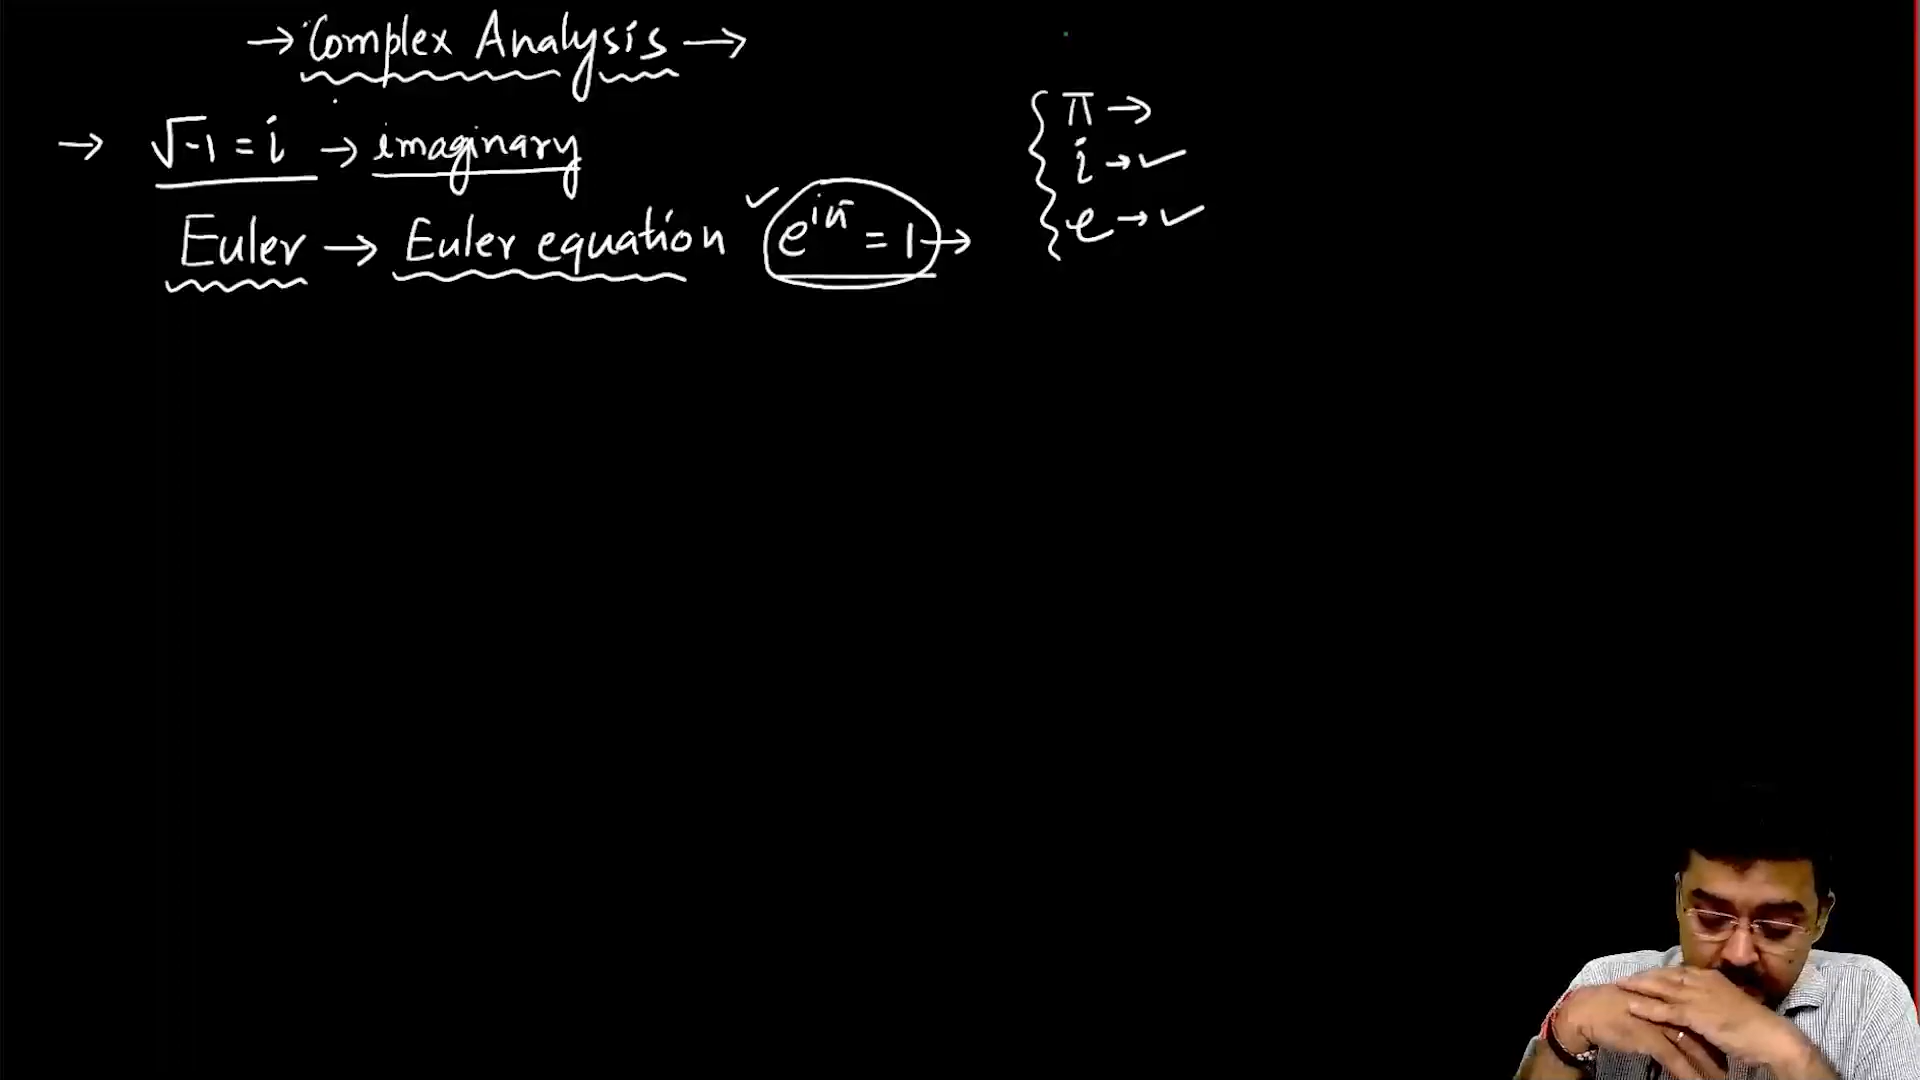 → Complex Analysis →
→ √-1 = i → imaginary
Euler → Euler equation ✓ e^{iπ} = 1 →
{ π →
i → ✓
e → ✓